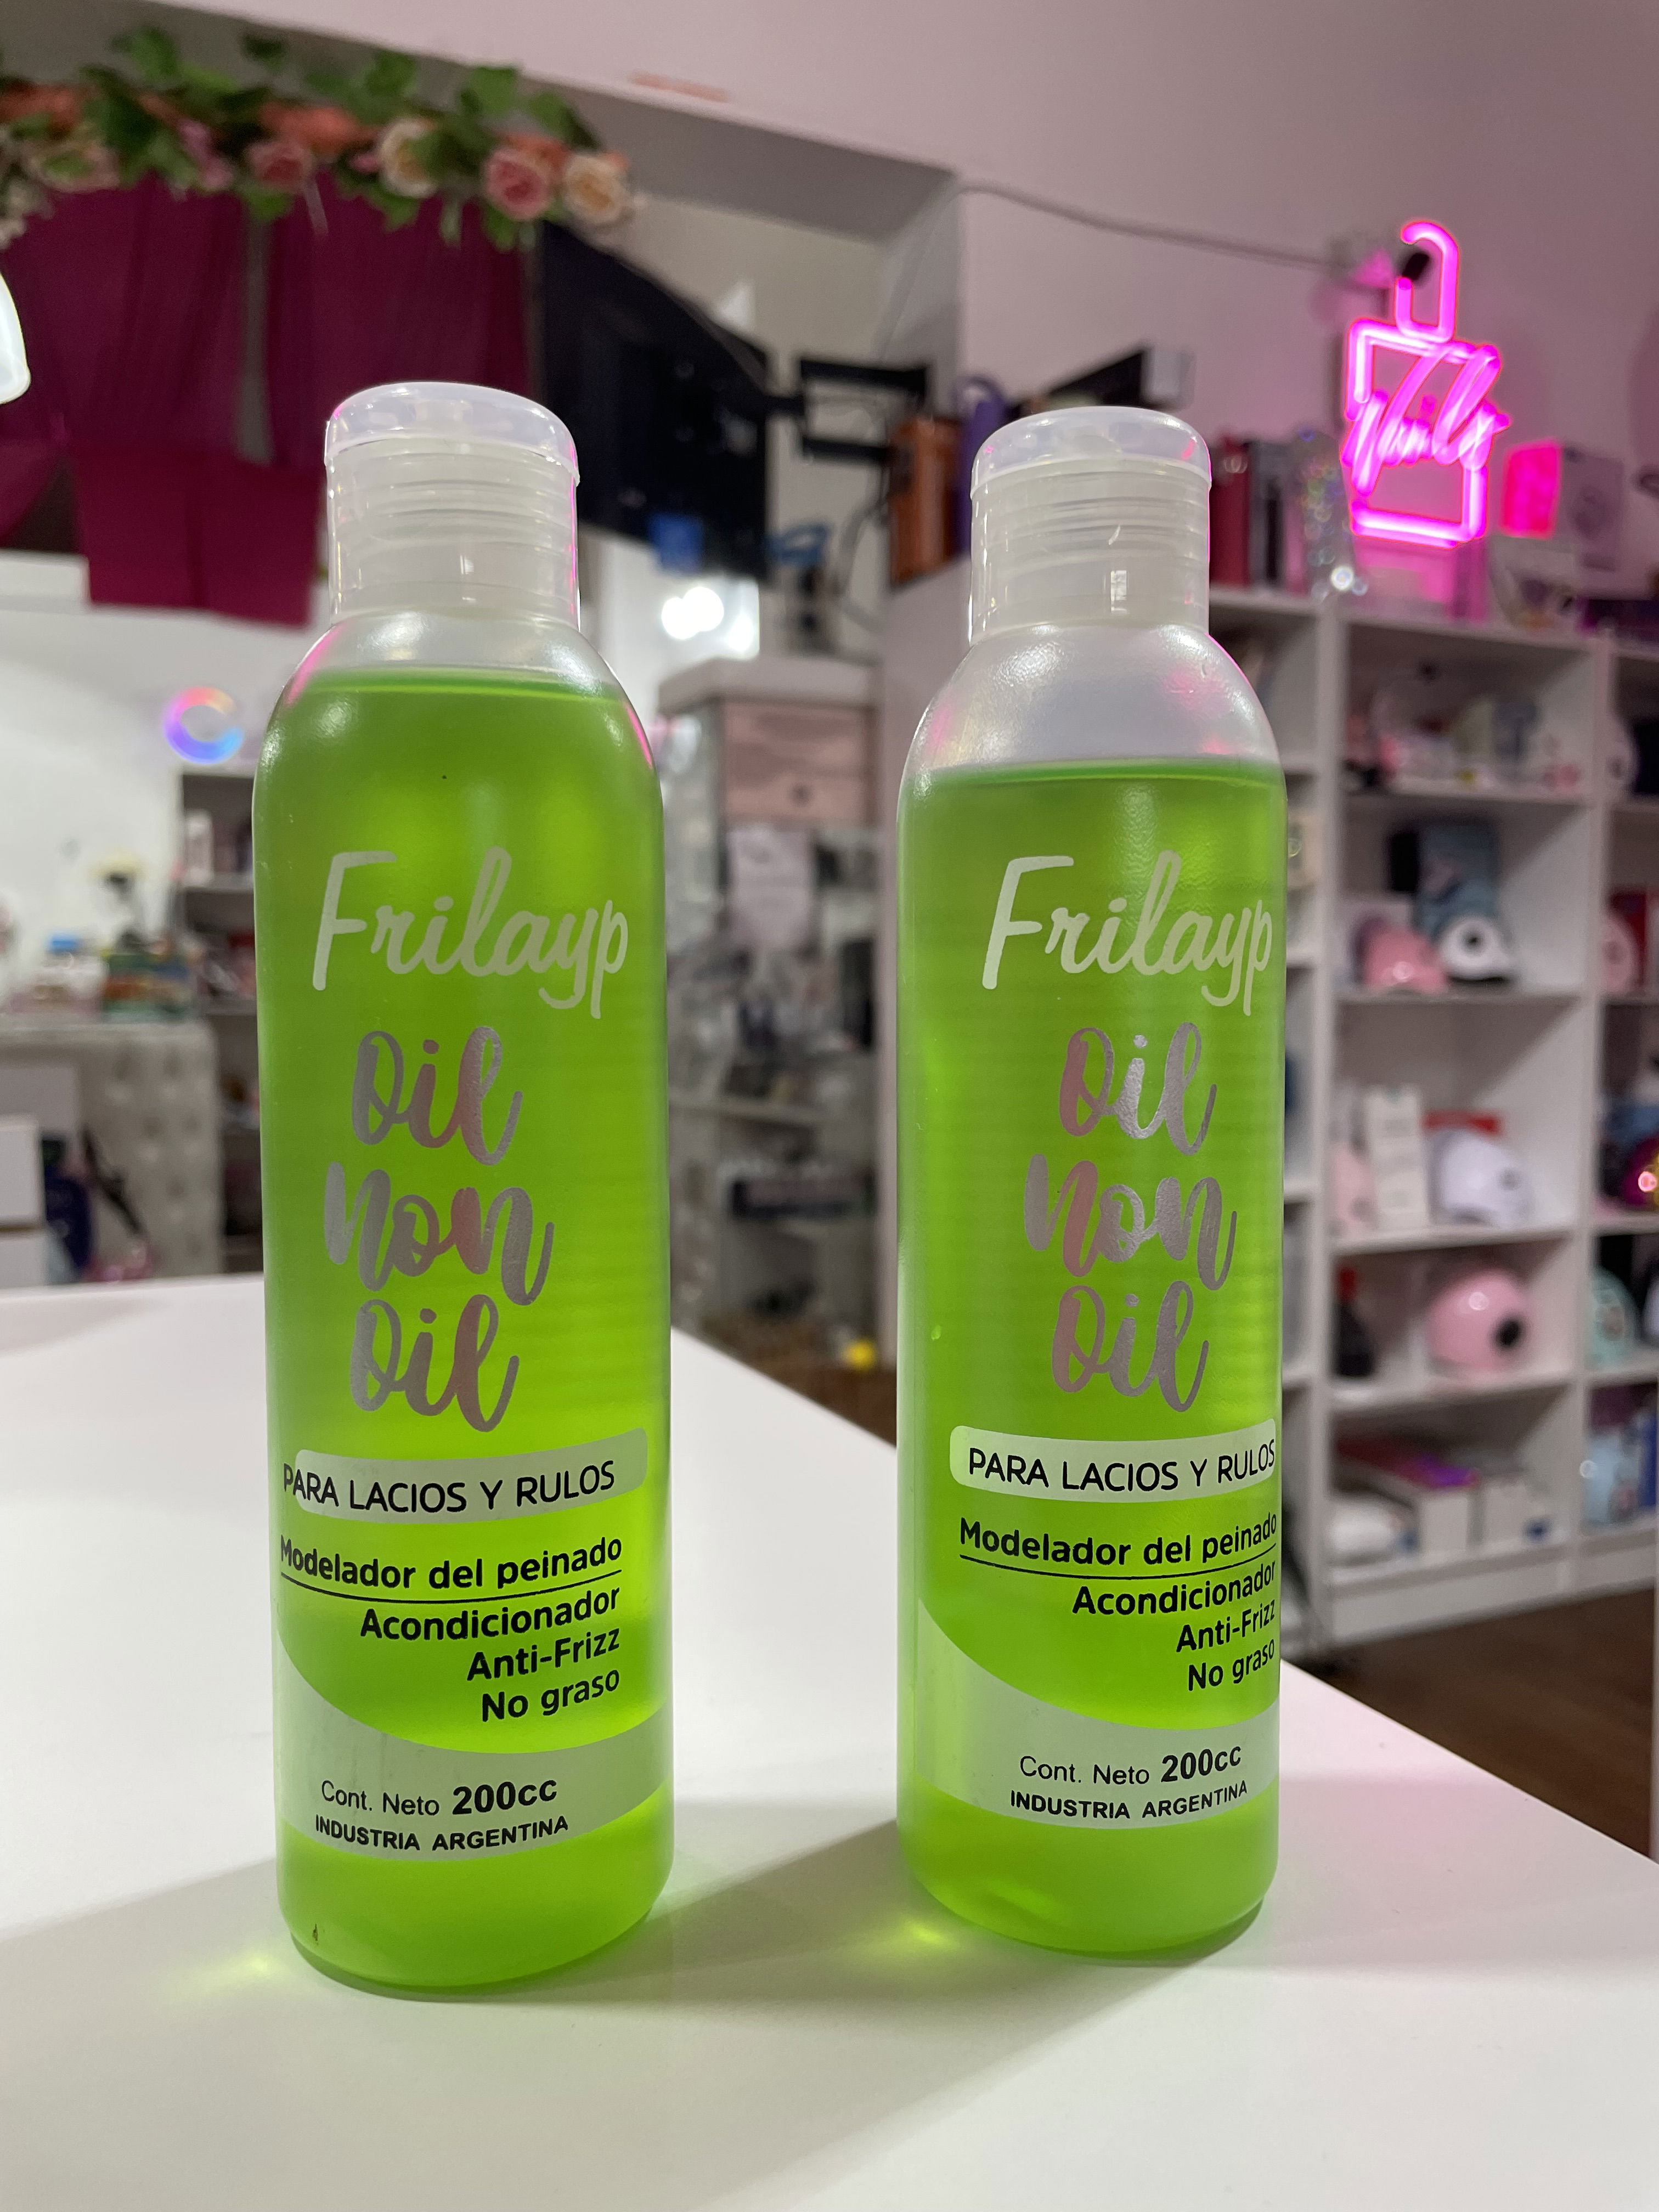 Frilayp
Oil
non
Oil
PARA LACIOS Y RULOS
Modelador del peinado
Acondicionador
Anti-Frizz
No graso
Cont. Neto 200cc
INDUSTRIA ARGENTINA
Frilayp
Oil
non
Oil
PARA LACIOS Y RULOS
Modelador del peinado
Acondicionador
Anti-Frizz
No graso
Cont. Neto 200cc
INDUSTRIA ARGENTINA
Nails